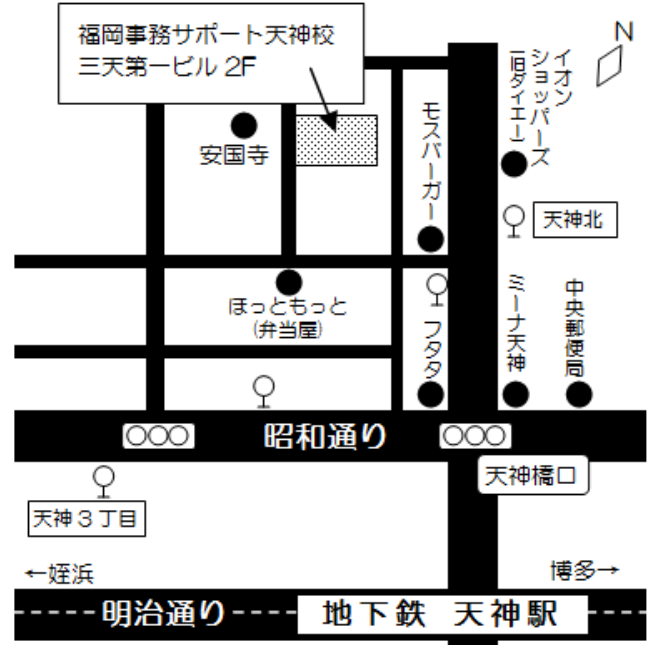 福岡事務サポート天神校
三天第一ビル 2F
N
イオン
ショッパーズ
(旧ダイエー)
モスバーガー
安国寺
天神北
ほっともっと
(弁当屋)
フタタ
ミーナ天神
中央郵便局
昭和通り
天神橋口
天神3丁目
←姪浜
博多→
明治通り
地下鉄 天神駅